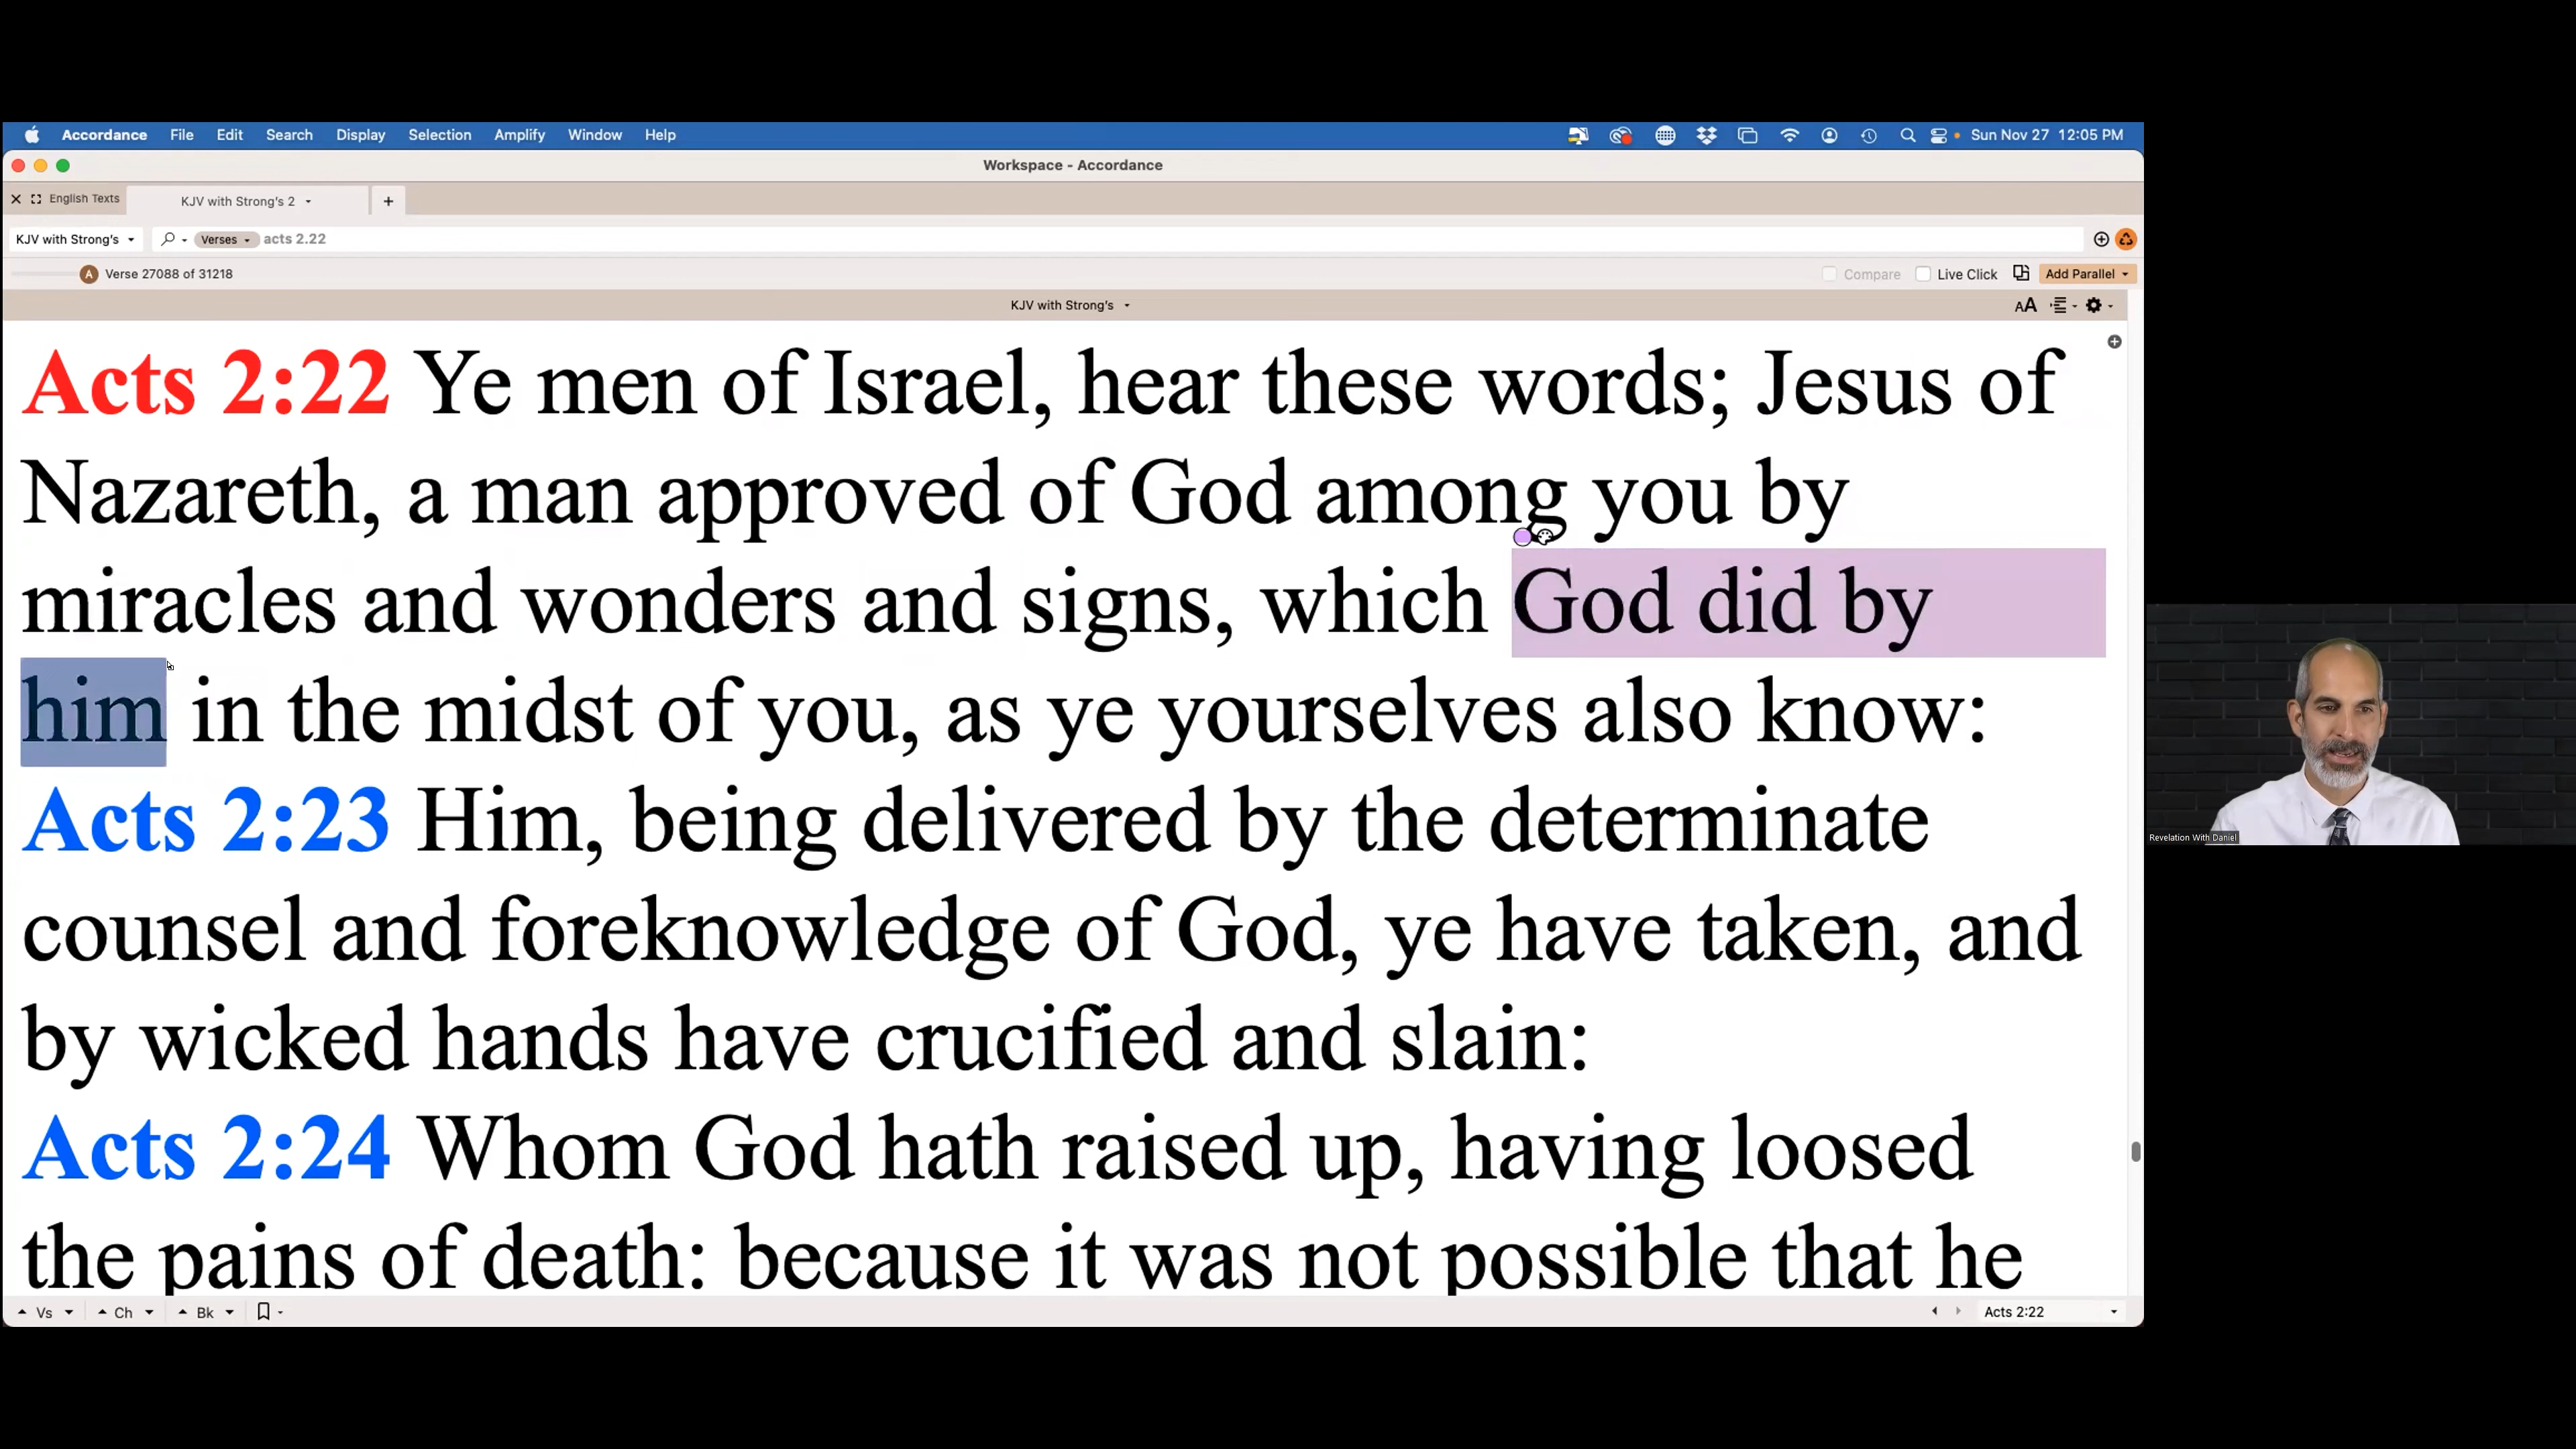 Accordance File Edit Search Display Selection Amplify Window Help Sun Nov 27 12:05 PM
Workspace - Accordance
English Texts KJV with Strong's 2
KJV with Strong's Verses acts 2.22
A Verse 27088 of 31218 Compare Live Click Add Parallel
KJV with Strong's AA
Acts 2:22 Ye men of Israel, hear these words; Jesus of
Nazareth, a man approved of God among you by
miracles and wonders and signs, which God did by
him in the midst of you, as ye yourselves also know:
Acts 2:23 Him, being delivered by the determinate
counsel and foreknowledge of God, ye have taken, and
by wicked hands have crucified and slain:
Acts 2:24 Whom God hath raised up, having loosed
the pains of death: because it was not possible that he
Vs Ch Bk Acts 2:22
Revelation With Daniel